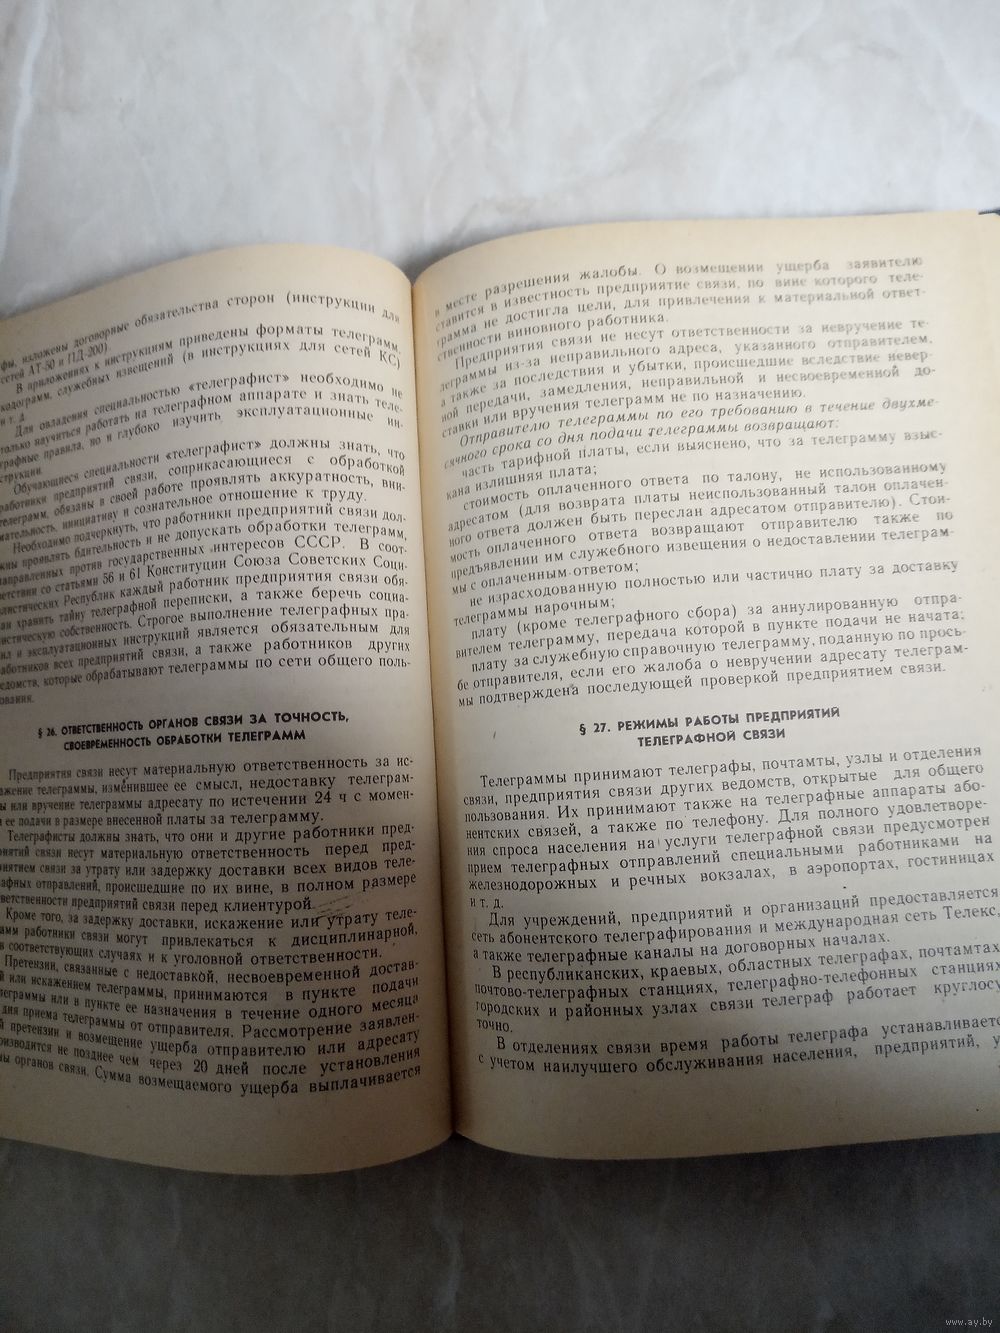 фы, изложены договорные обязательства сторон (инструкции для
сетей АТ-50 и ПД-200).
В приложениях к инструкциям приведены форматы телеграмм,
кодограмм, служебных извещений (в инструкциях для сетей КС)
и т. д.
Для овладения специальностью «телеграфист» необходимо не
только научиться работать на телеграфном аппарате и знать теле-
графные правила, но и глубоко изучить эксплуатационные ин-
струкции.
Обучающиеся специальности «телеграфист» должны знать, что
работники предприятий связи, соприкасающиеся с обработкой
телеграмм, обязаны в своей работе проявлять аккуратность, вни-
мательность, инициативу и сознательное отношение к труду.
Необходимо подчеркнуть, что работники предприятий связи дол-
жны проявлять бдительность и не допускать обработки телеграмм,
направленных против государственных интересов СССР. В соот-
ветствии со статьями 56 и 61 Конституции Союза Советских Соци-
алистических Республик каждый работник предприятия связи обя-
зан хранить тайну телеграфной переписки, а также беречь социа-
листическую собственность. Строгое выполнение телеграфных пра-
вил и эксплуатационных инструкций является обязательным для
работников всех предприятий связи, а также работников других
ведомств, которые обрабатывают телеграммы по сети общего поль-
зования.
§ 26. ОТВЕТСТВЕННОСТЬ ОРГАНОВ СВЯЗИ ЗА ТОЧНОСТЬ,
СВОЕВРЕМЕННОСТЬ ОБРАБОТКИ ТЕЛЕГРАММ
Предприятия связи несут материальную ответственность за ис-
кажение телеграммы, изменившее ее смысл, недоставку телеграм-
мы или вручение телеграммы адресату по истечении 24 ч с момен-
та ее подачи в размере внесенной платы за телеграмму.
Телеграфисты должны знать, что они и другие работники пред-
приятий связи несут материальную ответственность перед пред-
приятием связи за утрату или задержку доставки всех видов теле-
графных отправлений, происшедшие по их вине, в полном размере
ответственности предприятий связи перед клиентурой.
Кроме того, за задержку доставки, искажение или утрату теле-
грамм работники связи могут привлекаться к дисциплинарной,
а в соответствующих случаях и к уголовной ответственности.
Претензии, связанные с недоставкой, несвоевременной достав-
кой или искажением телеграммы, принимаются в пункте подачи
телеграммы или в пункте ее назначения в течение одного месяца
со дня приема телеграммы от отправителя. Рассмотрение заявлен-
ной претензии и возмещение ущерба отправителю или адресату
производится не позднее чем через 20 дней после установления
вины органов связи. Сумма возмещаемого ущерба выплачивается
в месте разрешения жалобы. О возмещении ущерба заявителю
ставится в известность предприятие связи, по вине которого теле-
грамма не достигла цели, для привлечения к материальной ответ-
ственности виновного работника.
Предприятия связи не несут ответственности за невручение те-
леграммы из-за неправильного адреса, указанного отправителем,
а также за последствия и убытки, происшедшие вследствие невер-
ной передачи, замедления, неправильной и несвоевременной до-
ставки или вручения телеграмм не по назначению.
Отправителю телеграммы по его требованию в течение двухме-
сячного срока со дня подачи телеграммы возвращают:
часть тарифной платы, если выяснено, что за телеграмму взыс-
кана излишняя плата;
стоимость оплаченного ответа по талону, не использованному
адресатом (для возврата платы неиспользованный талон оплачен-
ного ответа должен быть переслан адресатом отправителю). Стои-
мость оплаченного ответа возвращают отправителю также по
предъявлении им служебного извещения о недоставлении телеграм-
мы с оплаченным ответом;
не израсходованную полностью или частично плату за доставку
телеграммы нарочным;
плату (кроме телеграфного сбора) за аннулированную отпра-
вителем телеграмму, передача которой в пункте подачи не начата;
плату за служебную справочную телеграмму, поданную по прось-
бе отправителя, если его жалоба о невручении адресату телеграм-
мы подтверждена последующей проверкой предприятием связи.
§ 27. РЕЖИМЫ РАБОТЫ ПРЕДПРИЯТИЙ
ТЕЛЕГРАФНОЙ СВЯЗИ
Телеграммы принимают телеграфы, почтамты, узлы и отделения
связи, предприятия связи других ведомств, открытые для общего
пользования. Их принимают также на телеграфные аппараты або-
нентских связей, а также по телефону. Для полного удовлетворе-
ния спроса населения на услуги телеграфной связи предусмотрен
прием телеграфных отправлений специальными работниками на
железнодорожных и речных вокзалах, в аэропортах, гостиницах
и т. д.
Для учреждений, предприятий и организаций предоставляется
сеть абонентского телеграфирования и международная сеть Телекс,
а также телеграфные каналы на договорных началах.
В республиканских, краевых, областных телеграфах, почтамтах,
почтово-телеграфных станциях, телеграфно-телефонных станциях
городских и районных узлах связи телеграф работает круглосу
точно.
В отделениях связи время работы телеграфа устанавливаетс
с учетом наилучшего обслуживания населения, предприятий, у
www.ay.by